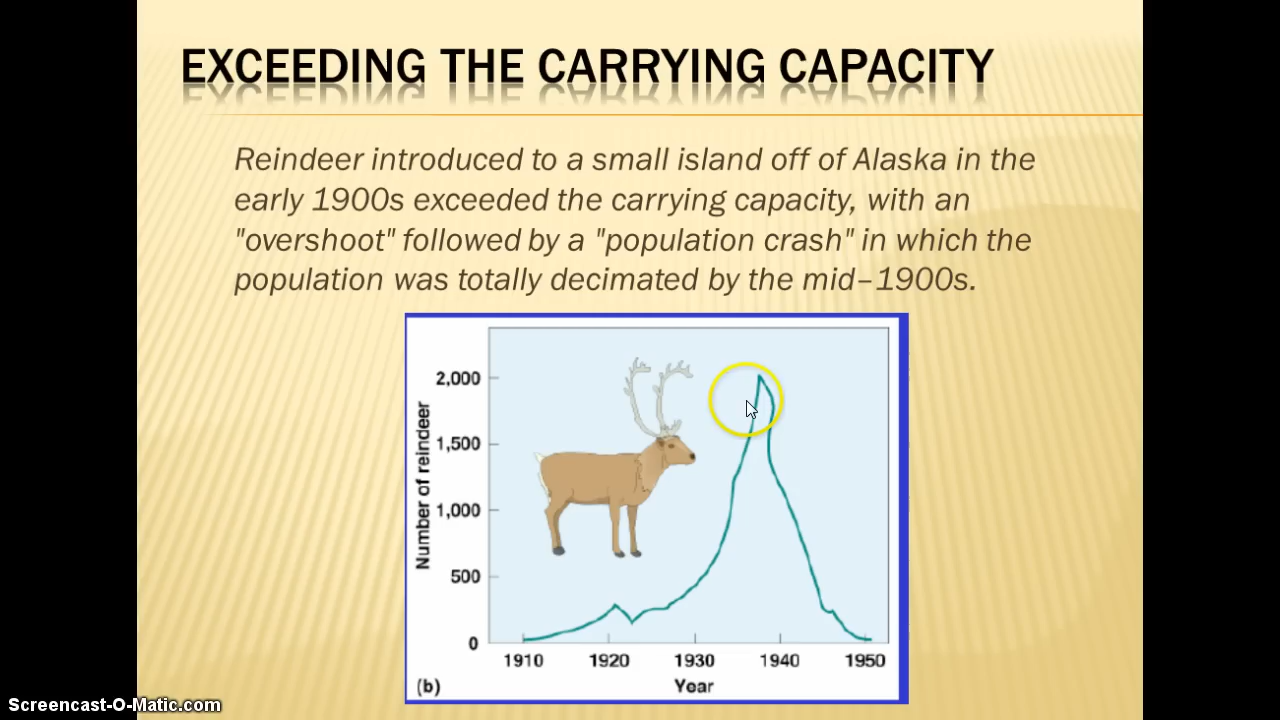 EXCEEDING THE CARRYING CAPACITY
Reindeer introduced to a small island off of Alaska in the
early 1900s exceeded the carrying capacity, with an
"overshoot" followed by a "population crash" in which the
population was totally decimated by the mid–1900s.
2,000
1,500
1,000
500
0
Number of reindeer
1910 1920 1930 1940 1950
(b) Year
Screencast-O-Matic.com